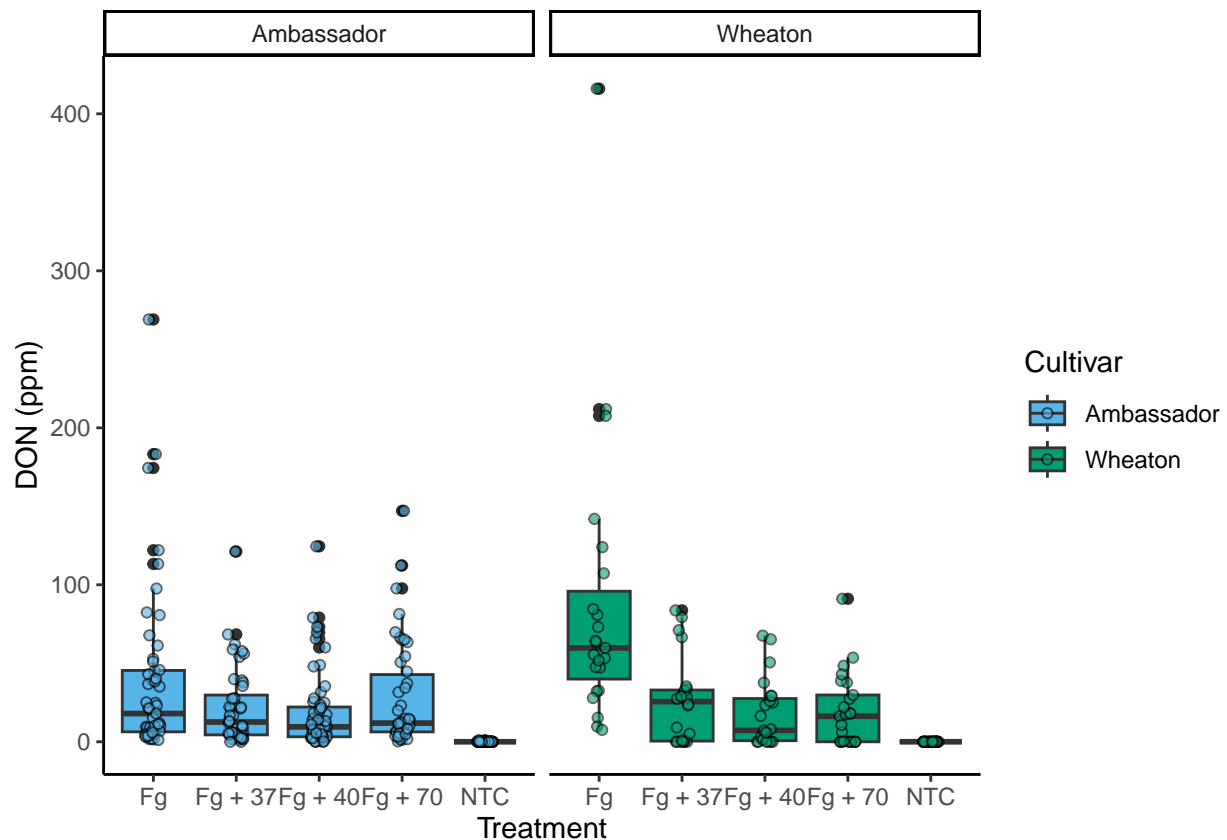 Ambassador Wheaton
400
300
200
100
0
DON (ppm)
Fg Fg + 37 Fg + 40 Fg + 70 NTC Fg Fg + 37 Fg + 40 Fg + 70 NTC
Treatment
Cultivar
Ambassador
Wheaton